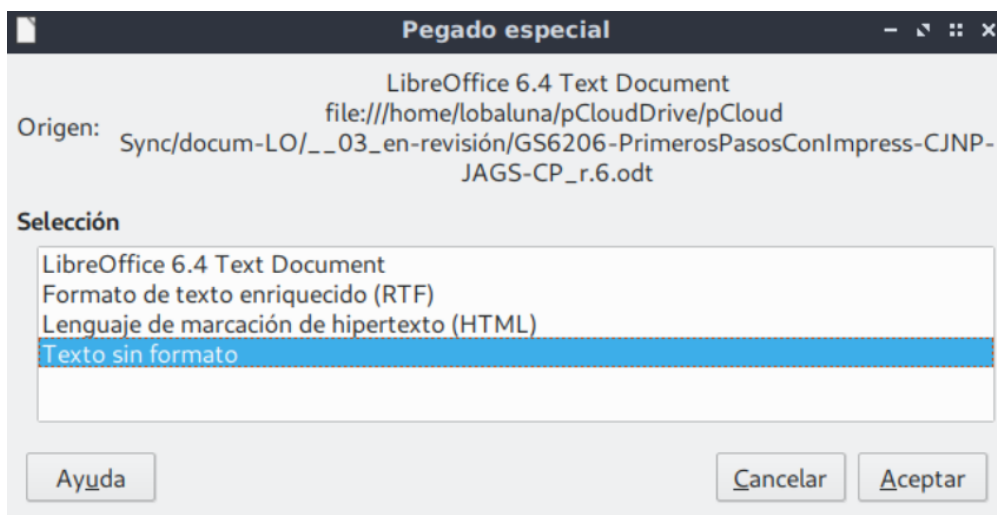 Pegado especial
LibreOffice 6.4 Text Document
file:///home/lobaluna/pCloudDrive/pCloud
Origen:
Sync/docum-LO/__03_en-revisión/GS6206-PrimerosPasosConImpress-CJNP-
JAGS-CP_r.6.odt
Selección
LibreOffice 6.4 Text Document
Formato de texto enriquecido (RTF)
Lenguaje de marcación de hipertexto (HTML)
Texto sin formato
Ayuda
Cancelar
Aceptar